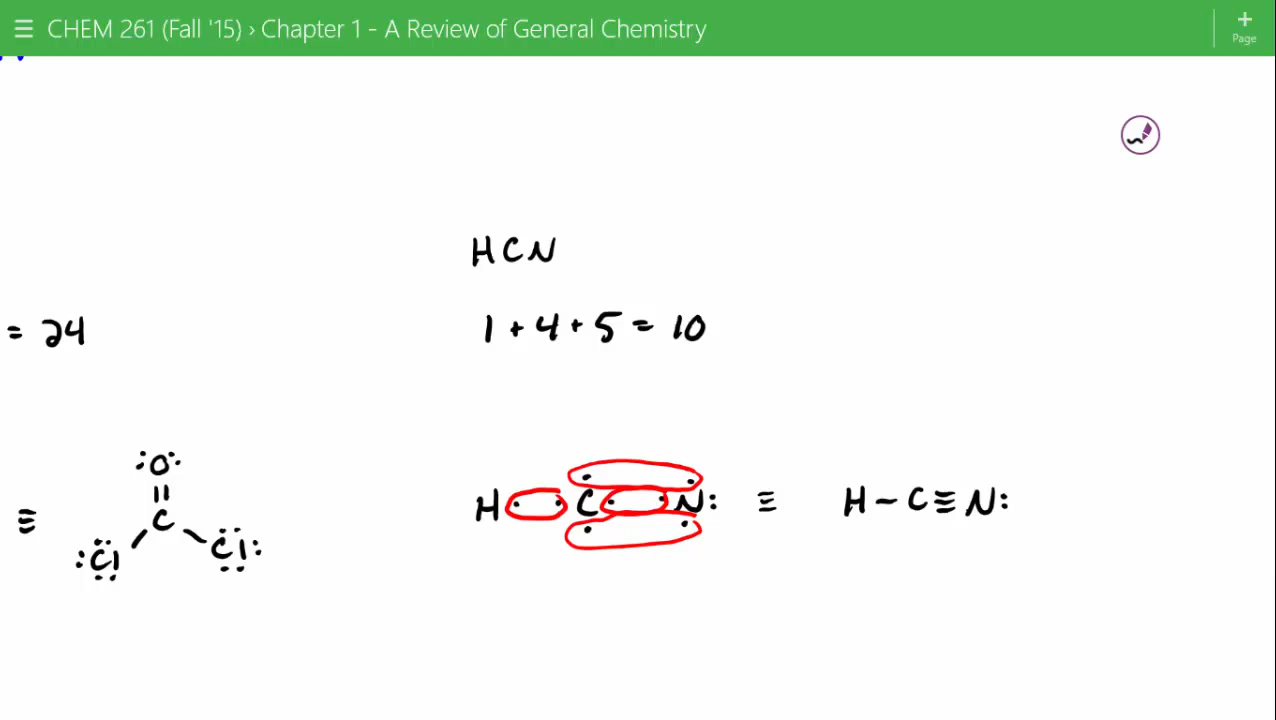 CHEM 261 (Fall '15) › Chapter 1 - A Review of General Chemistry
Page
HCN
= 24
1 + 4 + 5 = 10
:O:
||
≡ C
:Cl Cl:
H : C N: ≡ H-C≡N: